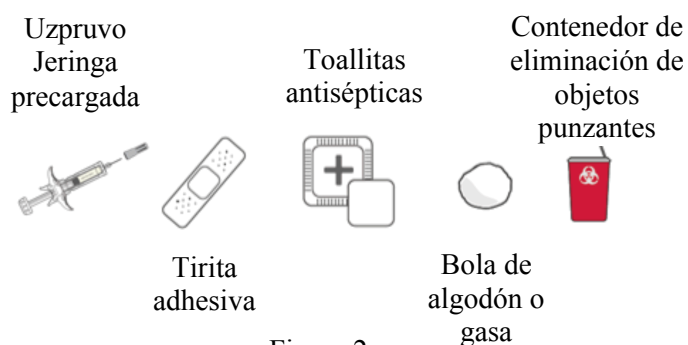 Uzpruvo
Jeringa
precargada
Toallitas
antisépticas
Contenedor de
eliminación de
objetos
punzantes
Tirita
adhesiva
Bola de
algodón o
gasa